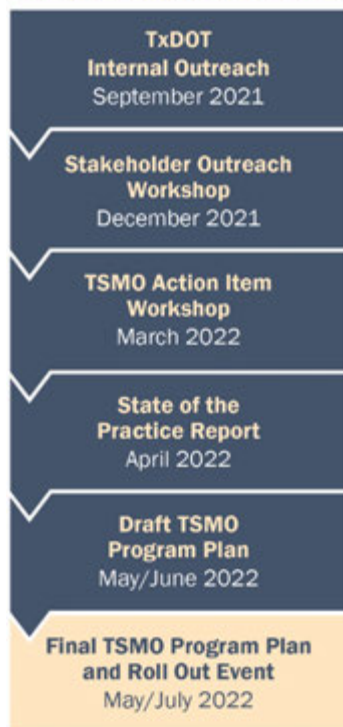 TxDOT
Internal Outreach
September 2021
Stakeholder Outreach
Workshop
December 2021
TSMO Action Item
Workshop
March 2022
State of the
Practice Report
April 2022
Draft TSMO
Program Plan
May/June 2022
Final TSMO Program Plan
and Roll Out Event
May/July 2022